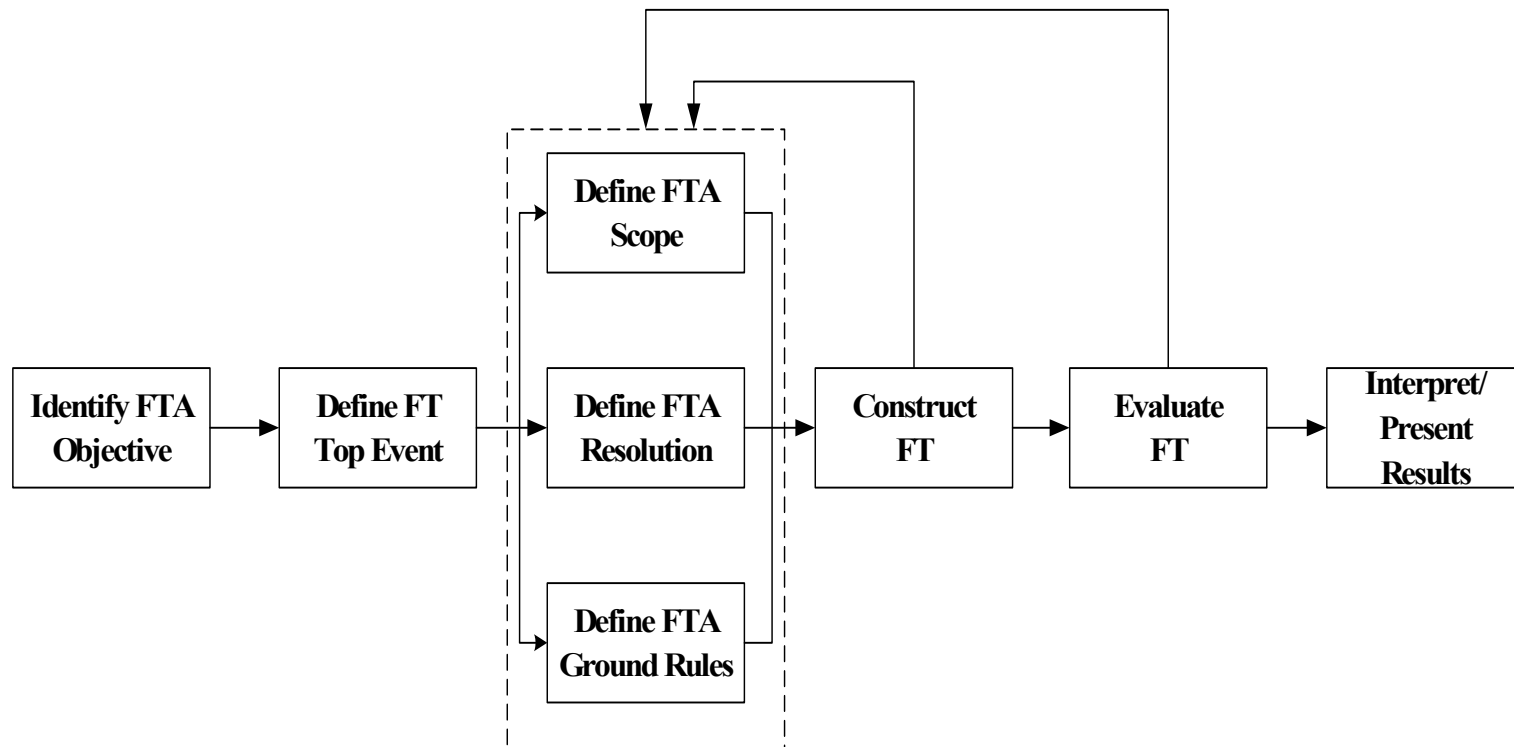 Define FTA
Scope
Identify FTA
Objective
Define FT
Top Event
Define FTA
Resolution
Construct
FT
Evaluate
FT
Interpret/
Present
Results
Define FTA
Ground Rules